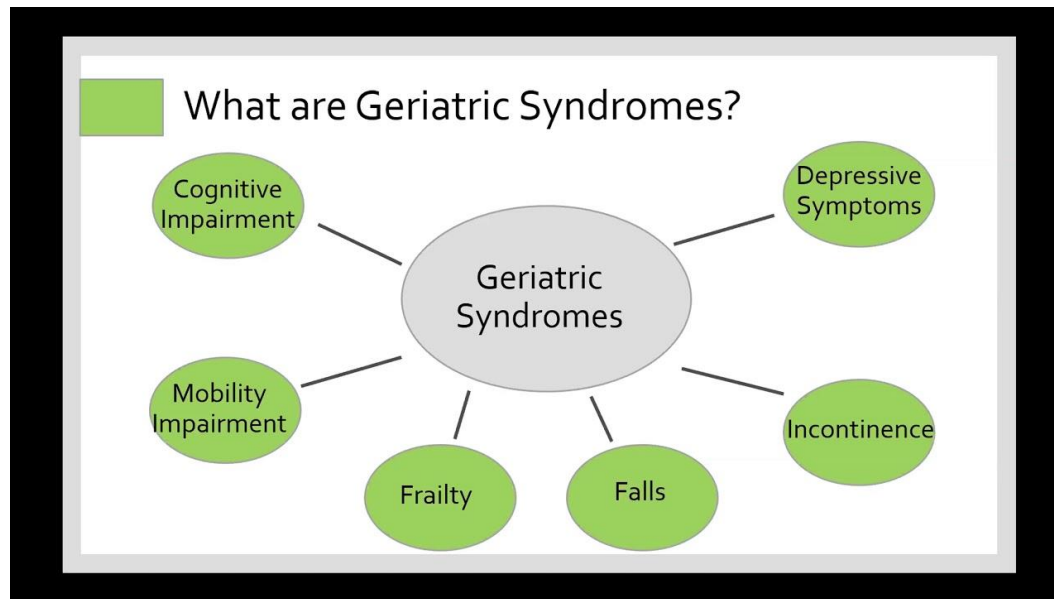 What are Geriatric Syndromes?
Cognitive
Impairment
Depressive
Symptoms
Geriatric
Syndromes
Mobility
Impairment
Incontinence
Frailty
Falls